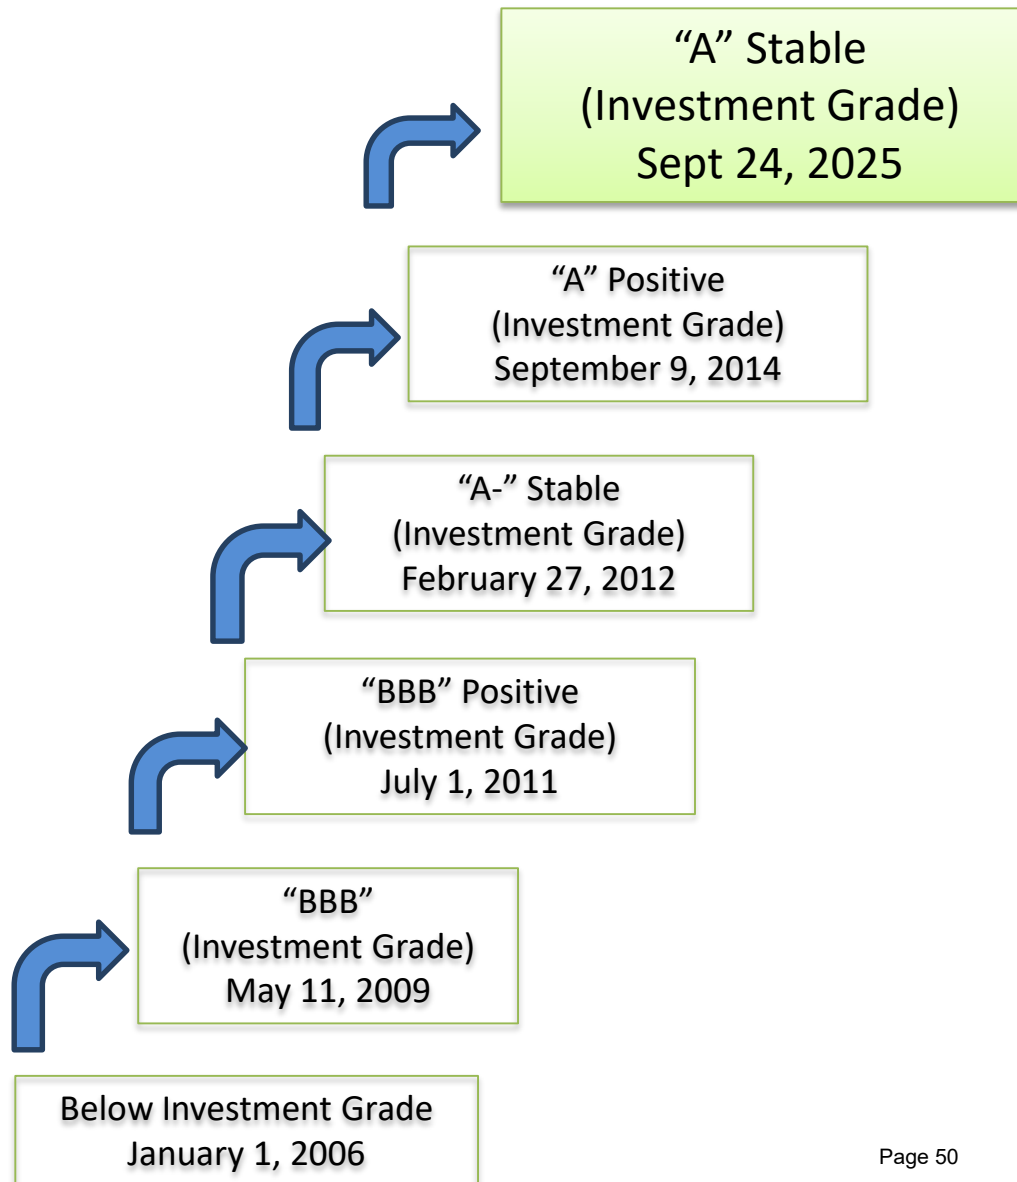 “A” Stable
(Investment Grade)
Sept 24, 2025
“A” Positive
(Investment Grade)
September 9, 2014
“A-” Stable
(Investment Grade)
February 27, 2012
“BBB” Positive
(Investment Grade)
July 1, 2011
“BBB”
(Investment Grade)
May 11, 2009
Below Investment Grade
January 1, 2006
Page 50